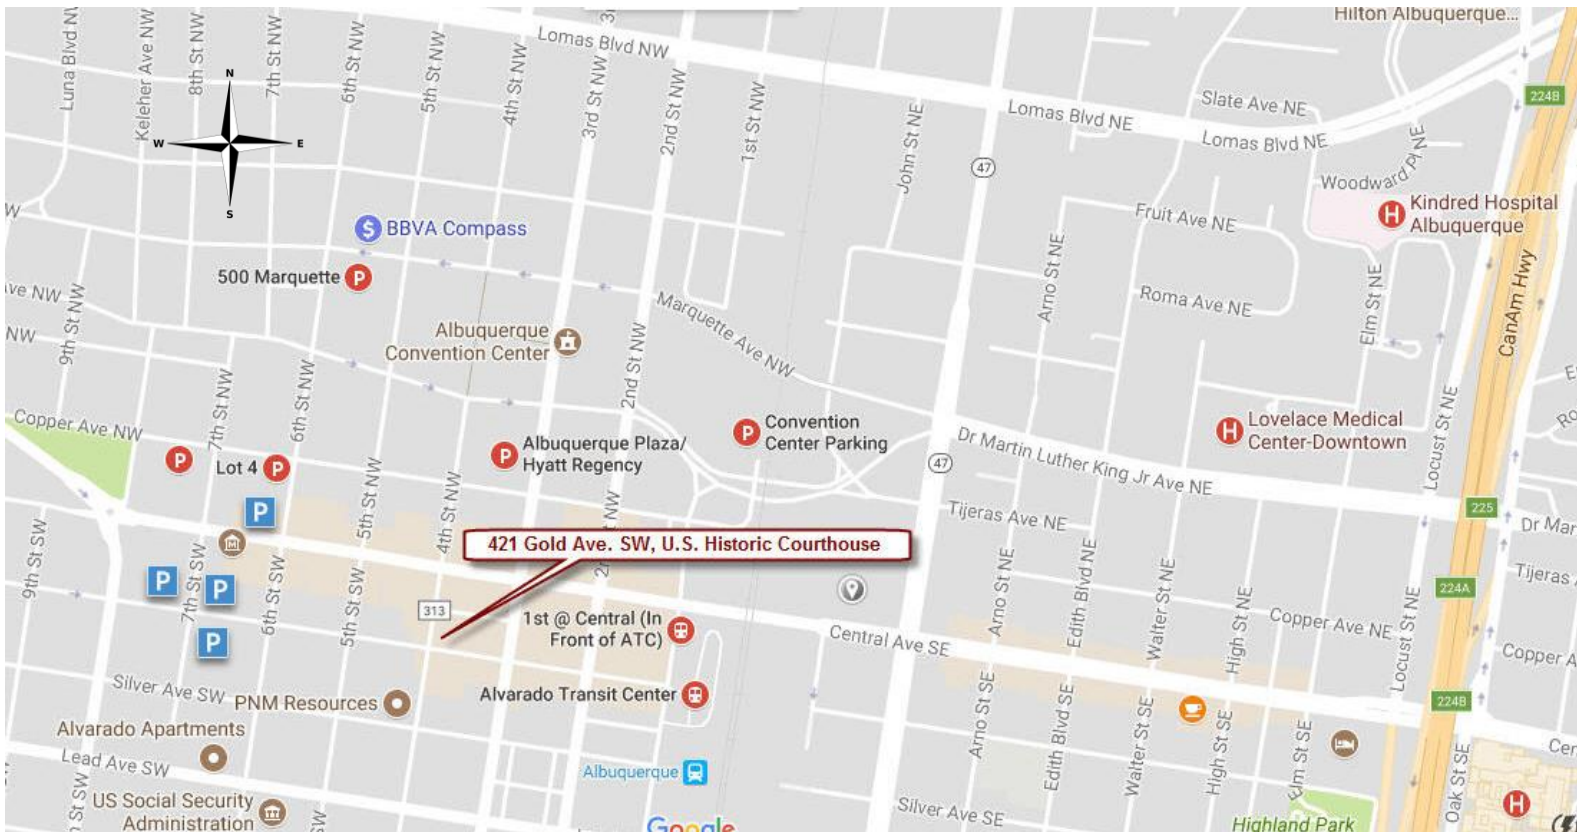 Hilton Albuquerque...
Luna Blvd NW
Keleher Ave NW
8th St NW
7th St NW
6th St NW
5th St NW
4th St NW
3rd St NW
2nd St NW
1st St NW
Lomas Blvd NW
John St NE
47
Lomas Blvd NE
Slate Ave NE
Lomas Blvd NE
Woodward Pl NE
224B
N
W
E
S
W
BBVA Compass
500 Marquette
P
Fruit Ave NE
Kindred Hospital
Albuquerque
H
Arno St NE
Roma Ave NE
Elm St NE
CanAm Hwy
ve NW
NW
9th St NW
Albuquerque
Convention Center
Marquette Ave NW
2nd St NW
Copper Ave NW
7th St NW
6th St NW
P
Lot 4
P
5th St NW
4th St NW
P
Albuquerque Plaza/
Hyatt Regency
P
Convention
Center Parking
47
Dr Martin Luther King Jr Ave NE
H
Lovelace Medical
Center-Downtown
Locust St NE
Ro
225
Dr Mar
Tijeras Ave NE
P
421 Gold Ave. SW, U.S. Historic Courthouse
9th St SW
P
P
P
7th St SW
6th St SW
5th St SW
313
1st @ Central (In
Front of ATC)
Central Ave SE
Arno St NE
Edith Blvd NE
Walter St NE
High St NE
Copper Ave NE
Locust St NE
224A
Tijeras
Copper A
Silver Ave SW
PNM Resources
Alvarado Transit Center
Alvarado Apartments
Lead Ave SW
US Social Security
Administration
SW
Albuquerque
Google
Arno St SE
Edith Blvd SE
Walter St SE
High St SE
Elm St SE
224B
Cen
Oak St SE
Silver Ave SE
Highland Park
H